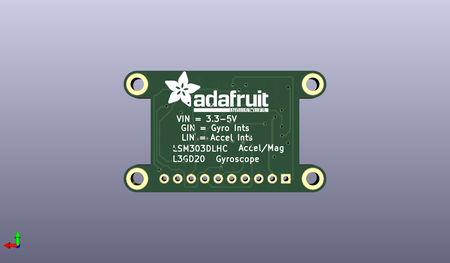 adafruit
VIN = 3.3-5V
GIN = Gyro Ints
LIN = Accel Ints
LSM303DLHC Accel/Mag
L3GD20 Gyroscope